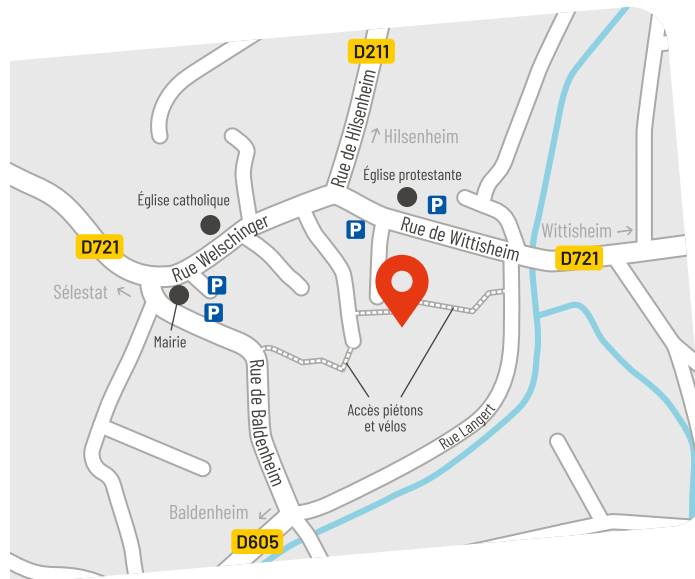 D211
Rue de Hilsenheim
↗ Hilsenheim
Église protestante
P
Église catholique
P
Rue de Wittisheim
Wittisheim →
D721
D721
Rue Welschinger
Sélestat ↖
P
P
Mairie
Accès piétons
et vélos
Rue de Baldenheim
Rue Langert
Baldenheim ↙
D605